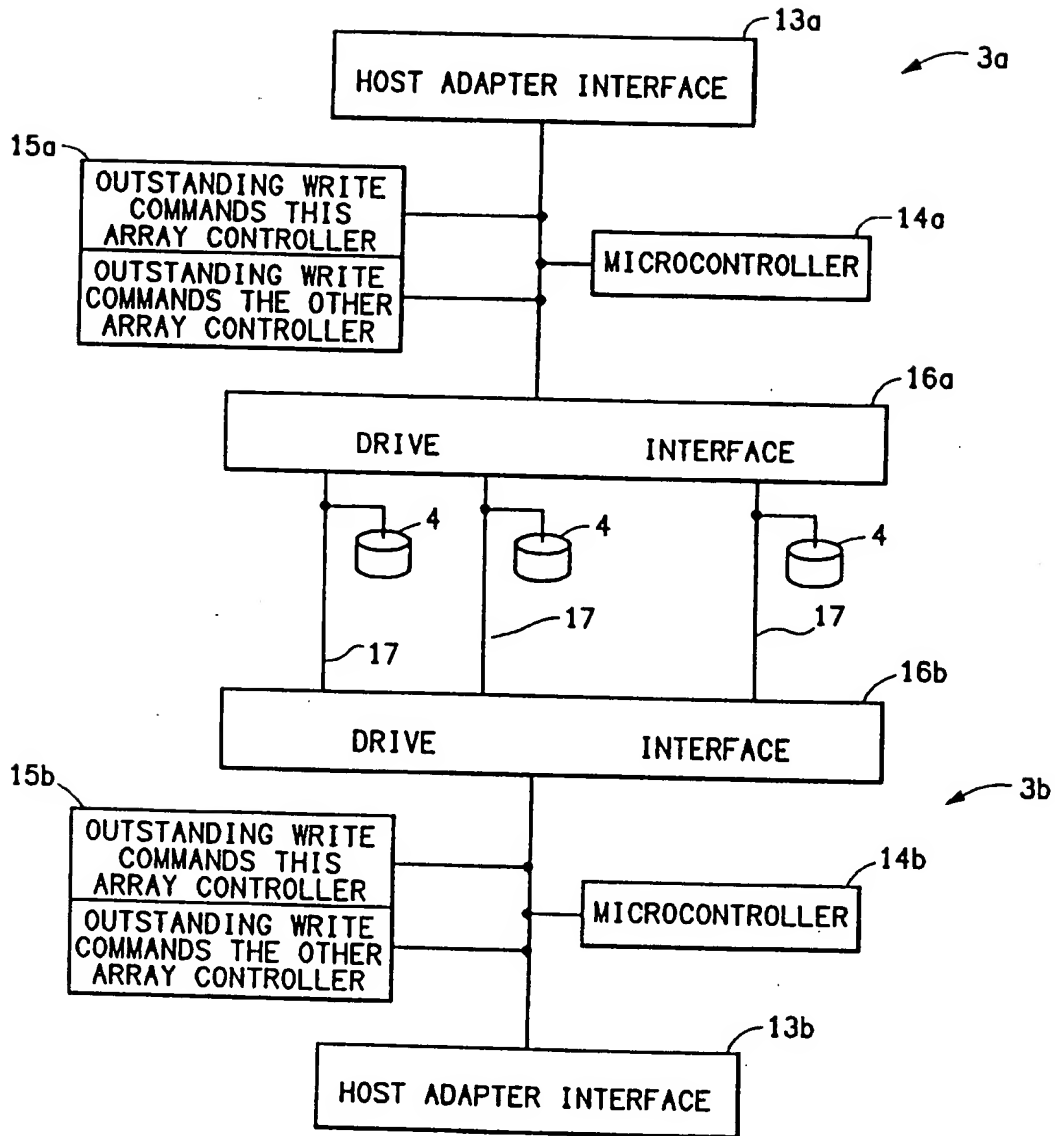 13a
3a
HOST ADAPTER INTERFACE
15a
OUTSTANDING WRITE
COMMANDS THIS
ARRAY CONTROLLER
14a
MICROCONTROLLER
OUTSTANDING WRITE
COMMANDS THE OTHER
ARRAY CONTROLLER
16a
DRIVE INTERFACE
4
4
4
17
17
17
16b
DRIVE INTERFACE
15b
3b
OUTSTANDING WRITE
COMMANDS THIS
ARRAY CONTROLLER
14b
MICROCONTROLLER
OUTSTANDING WRITE
COMMANDS THE OTHER
ARRAY CONTROLLER
13b
HOST ADAPTER INTERFACE